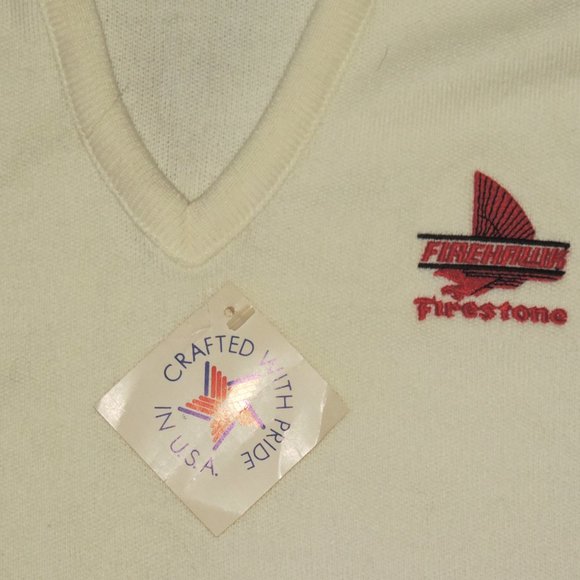 FIREHAWK
Firestone
CRAFTED WITH PRIDE
IN U.S.A.